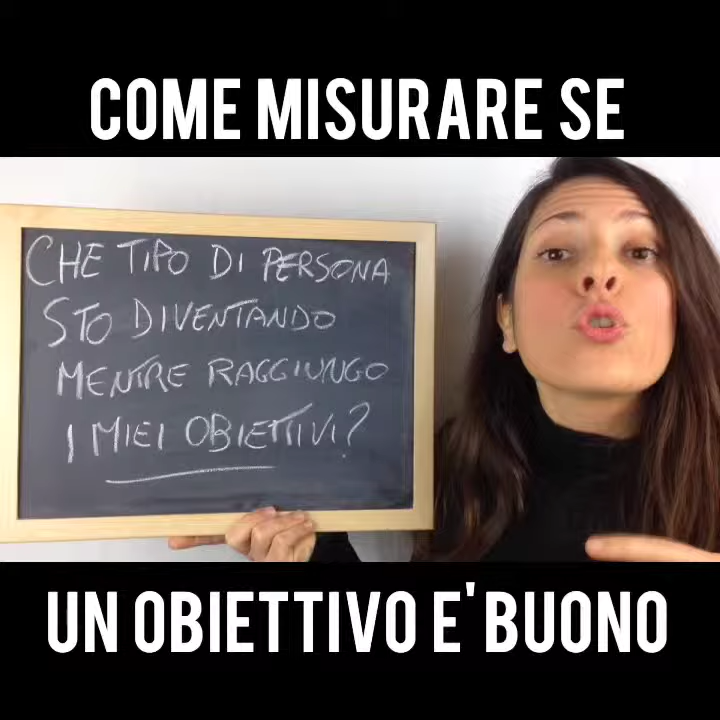 COME MISURARE SE
CHE TIPO DI PERSONA
STO DIVENTANDO
MENTRE RAGGIUNGO
I MIEI OBIETTIVI?
UN OBIETTIVO E' BUONO